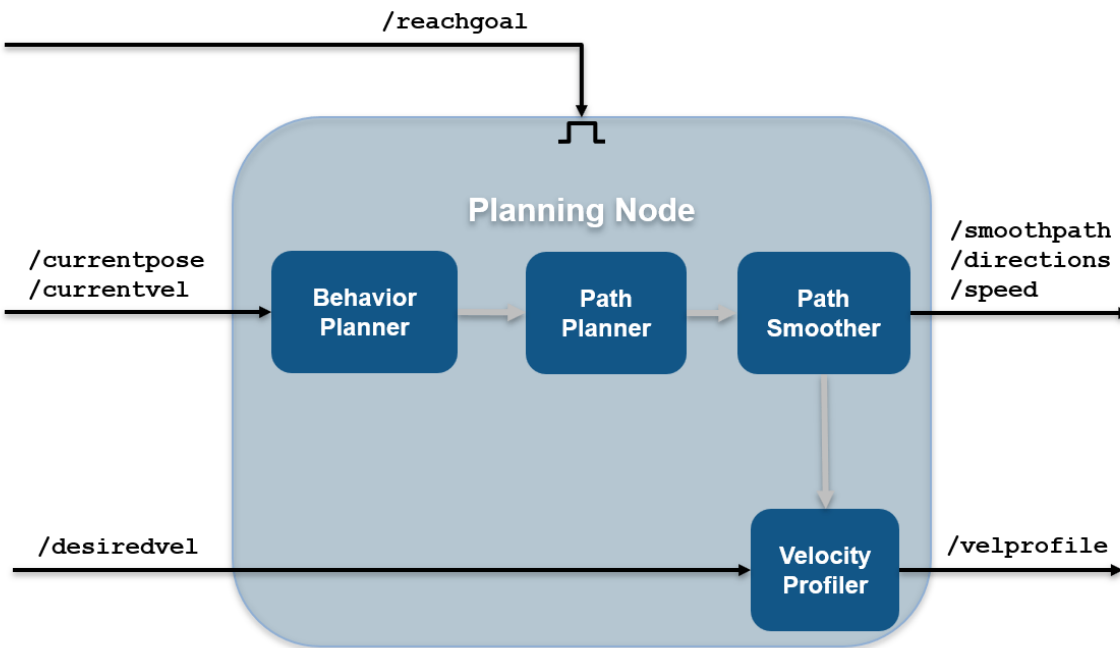 /reachgoal
Planning Node
/currentpose
/currentvel
Behavior
Planner
Path
Planner
Path
Smoother
/smoothpath
/directions
/speed
/desiredvel
Velocity
Profiler
/velprofile